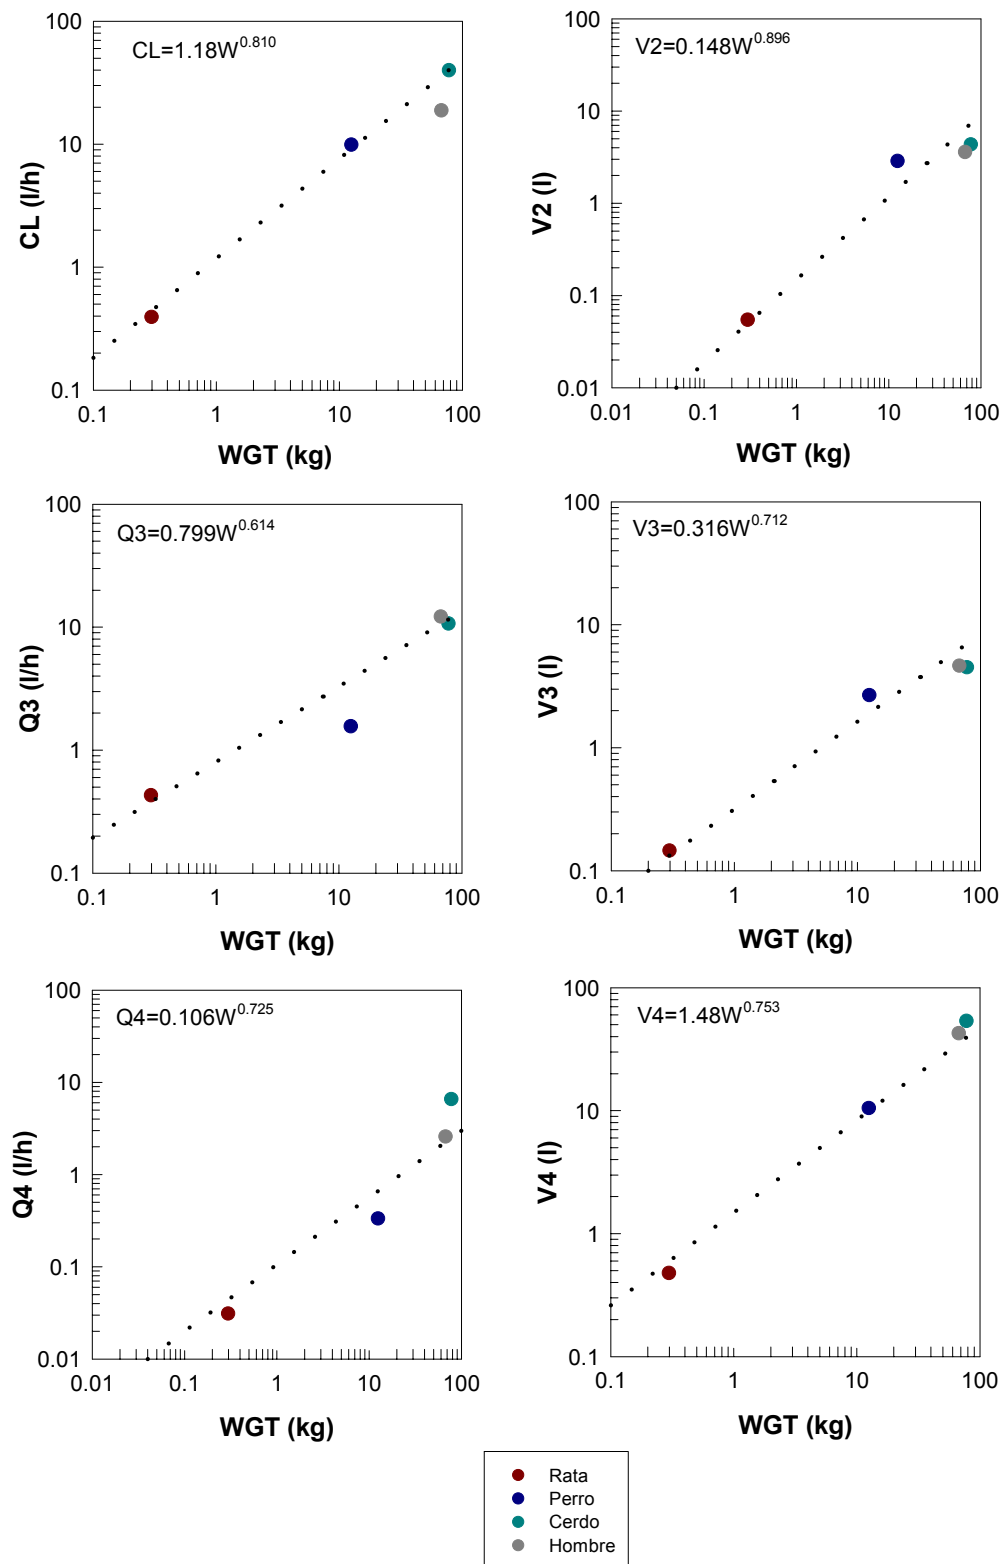 CL=1.18W^0.810
100
10
1
0.1
CL (l/h)
0.1 1 10 100
WGT (kg)
V2=0.148W^0.896
100
10
1
0.1
0.01
V2 (l)
0.01 0.1 1 10 100
WGT (kg)
Q3=0.799W^0.614
100
10
1
0.1
Q3 (l/h)
0.1 1 10 100
WGT (kg)
V3=0.316W^0.712
100
10
1
0.1
V3 (l)
0.1 1 10 100
WGT (kg)
Q4=0.106W^0.725
100
10
1
0.1
0.01
Q4 (l/h)
0.01 0.1 1 10 100
WGT (kg)
V4=1.48W^0.753
100
10
1
0.1
V4 (l)
0.1 1 10 100
WGT (kg)
Rata
Perro
Cerdo
Hombre